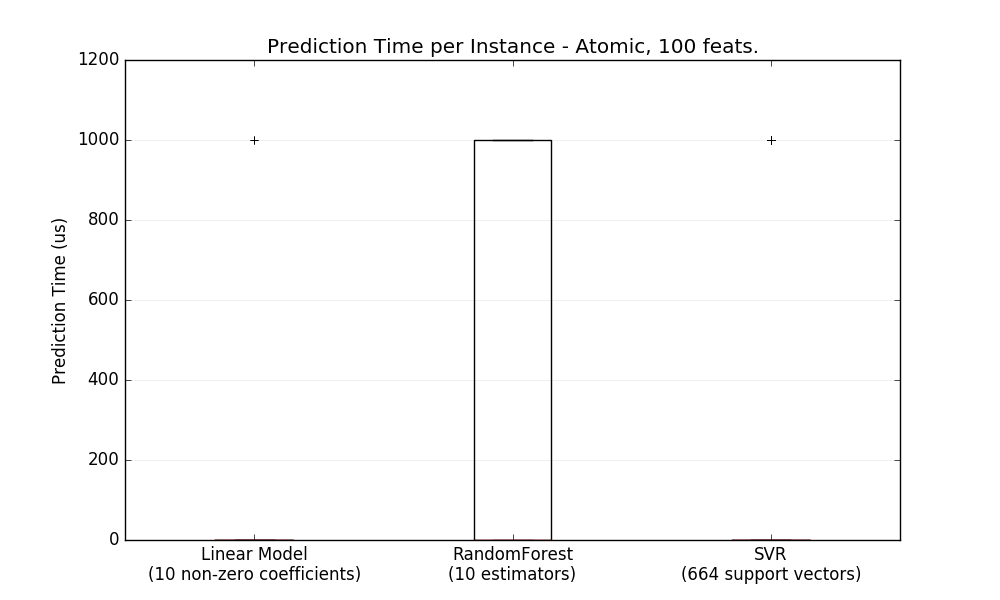 Prediction Time per Instance - Atomic, 100 feats.
1200
1000
800
600
400
200
0
Prediction Time (us)
Linear Model
(10 non-zero coefficients)
RandomForest
(10 estimators)
SVR
(664 support vectors)